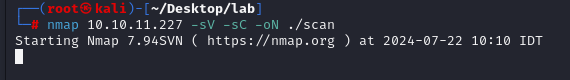 ┌──(root㉿kali)-[~/Desktop/lab]
└─# nmap 10.10.11.227 -sV -sC -oN ./scan
Starting Nmap 7.94SVN ( https://nmap.org ) at 2024-07-22 10:10 IDT